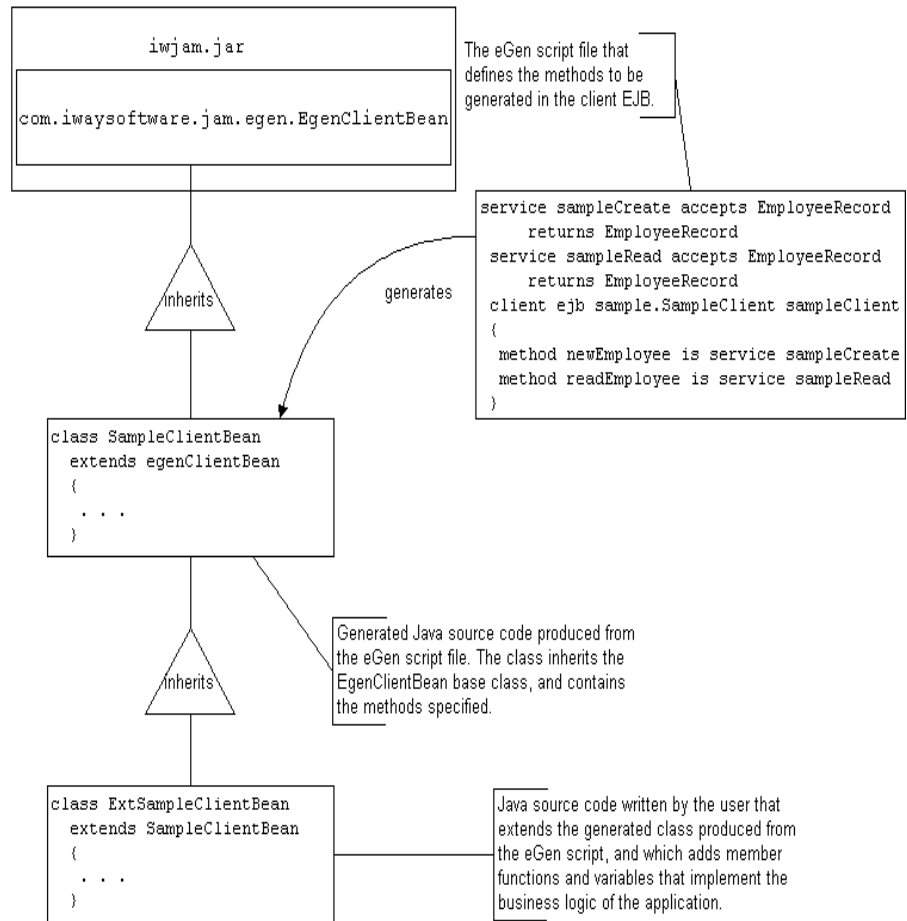 iwjam.jar
com.iwaysoftware.jam.egen.EgenClientBean
The eGen script file that
defines the methods to be
generated in the client EJB.
service sampleCreate accepts EmployeeRecord
returns EmployeeRecord
service sampleRead accepts EmployeeRecord
returns EmployeeRecord
client ejb sample.SampleClient sampleClient
{
method newEmployee is service sampleCreate
method readEmployee is service sampleRead
}
generates
Inherits
class SampleClientBean
extends egenClientBean
{
. . .
}
Generated Java source code produced from
the eGen script file. The class inherits the
EgenClientBean base class, and contains
the methods specified.
Inherits
class ExtSampleClientBean
extends SampleClientBean
{
. . .
}
Java source code written by the user that
extends the generated class produced from
the eGen script, and which adds member
functions and variables that implement the
business logic of the application.